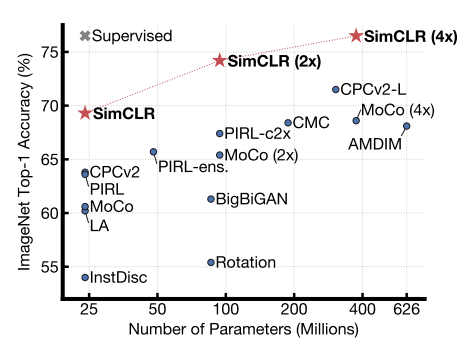 Supervised
SimCLR (4x)
75
SimCLR (2x)
CPCv2-L
70
SimCLR
MoCo (4x)
CMC
PIRL-c2x
AMDIM
65
MoCo (2x)
PIRL-ens.
CPCv2
PIRL
BigBiGAN
60
MoCo
LA
55
Rotation
InstDisc
25 50 100 200 400 626
Number of Parameters (Millions)
ImageNet Top-1 Accuracy (%)